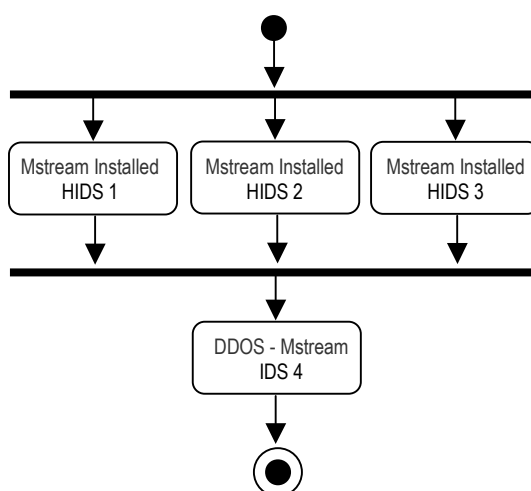 Mstream Installed
HIDS 1
Mstream Installed
HIDS 2
Mstream Installed
HIDS 3
DDOS - Mstream
IDS 4